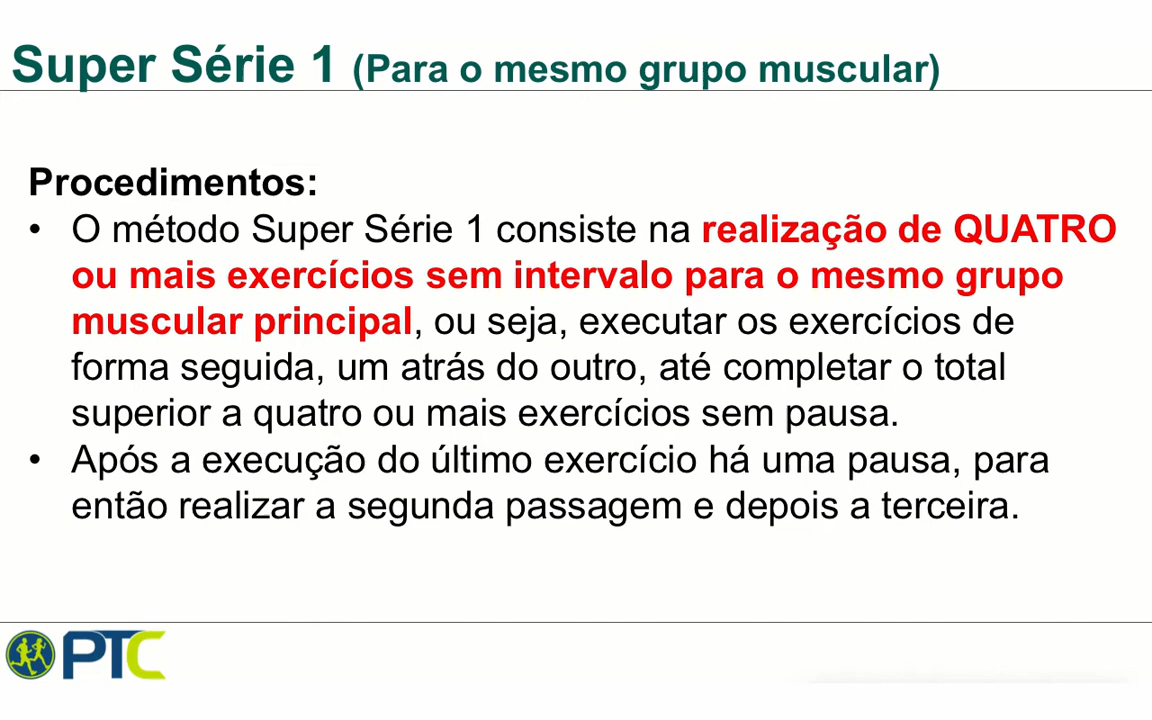 Super Série 1 (Para o mesmo grupo muscular)
Procedimentos:
• O método Super Série 1 consiste na realização de QUATRO
ou mais exercícios sem intervalo para o mesmo grupo
muscular principal, ou seja, executar os exercícios de
forma seguida, um atrás do outro, até completar o total
superior a quatro ou mais exercícios sem pausa.
• Após a execução do último exercício há uma pausa, para
então realizar a segunda passagem e depois a terceira.
PTC